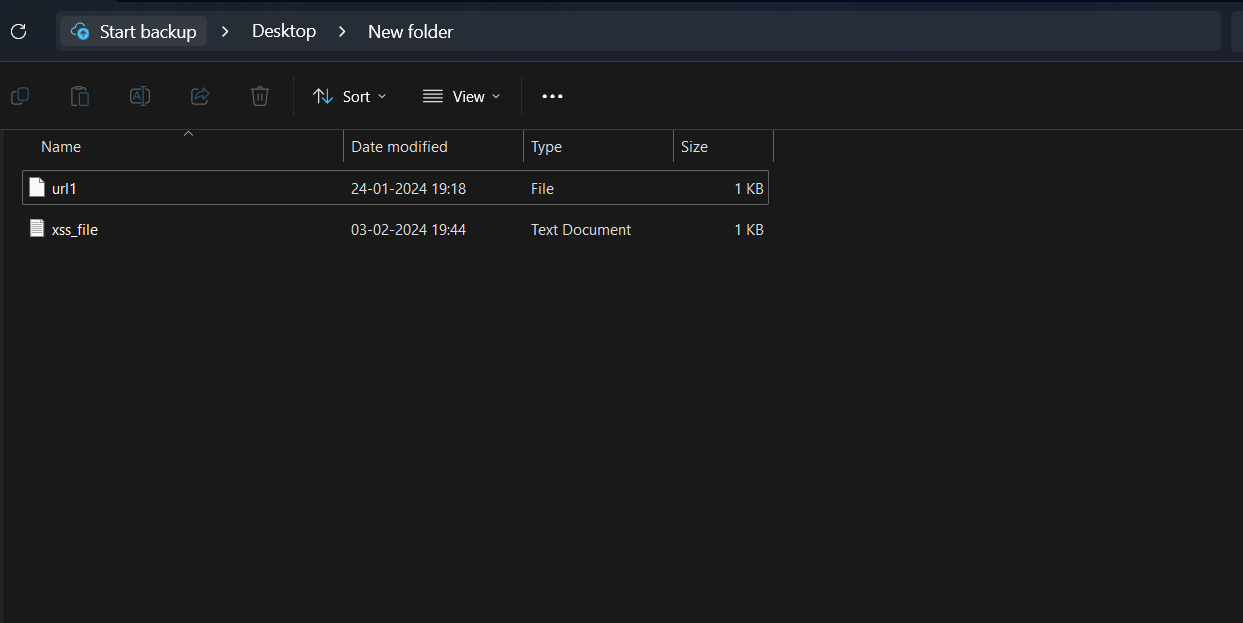 Start backup > Desktop > New folder
Sort View •••
Name Date modified Type Size
url1 24-01-2024 19:18 File 1 KB
xss_file 03-02-2024 19:44 Text Document 1 KB